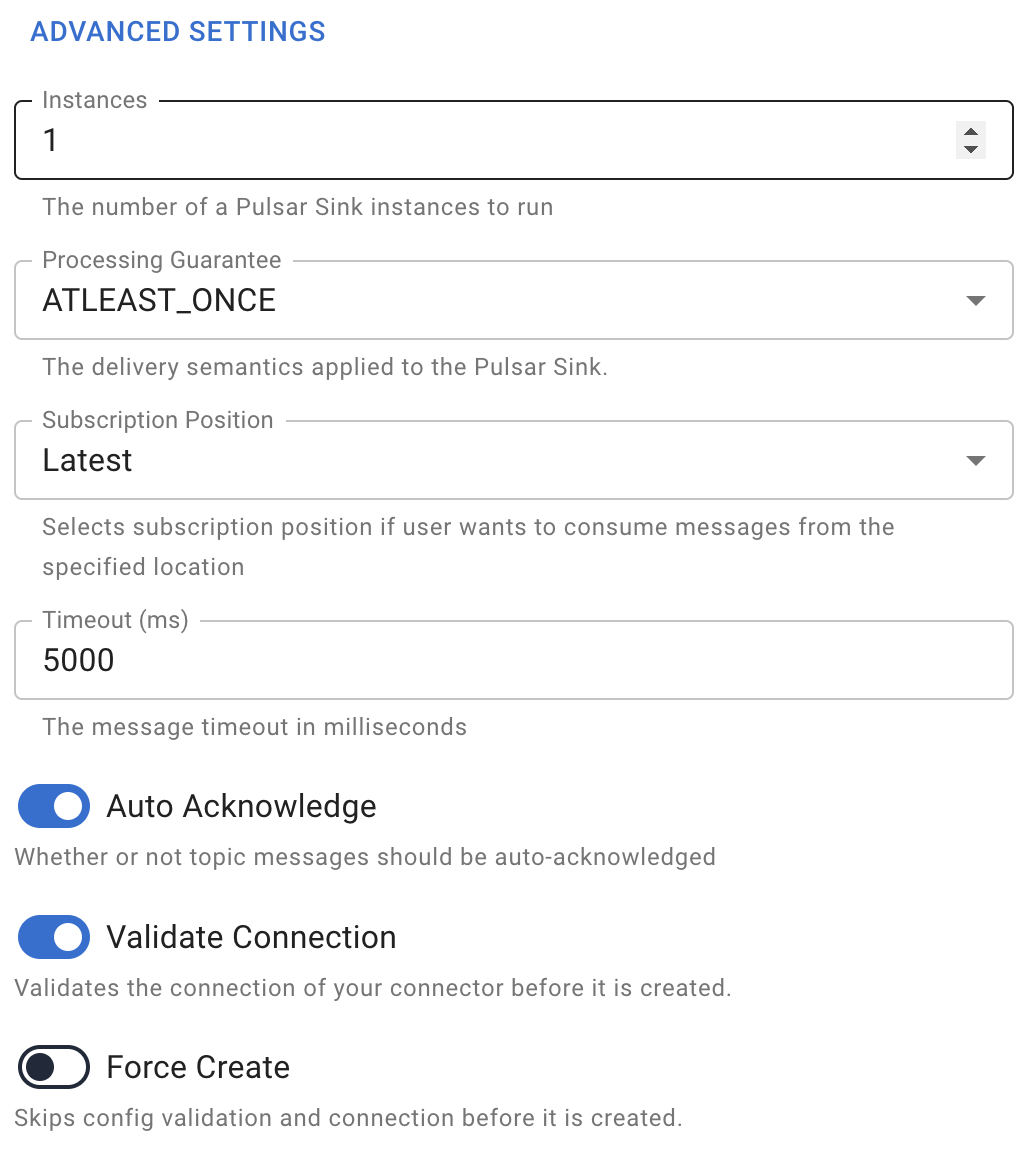 ADVANCED SETTINGS
Instances
1
The number of a Pulsar Sink instances to run
Processing Guarantee
ATLEAST_ONCE
The delivery semantics applied to the Pulsar Sink.
Subscription Position
Latest
Selects subscription position if user wants to consume messages from the
specified location
Timeout (ms)
5000
The message timeout in milliseconds
Auto Acknowledge
Whether or not topic messages should be auto-acknowledged
Validate Connection
Validates the connection of your connector before it is created.
Force Create
Skips config validation and connection before it is created.